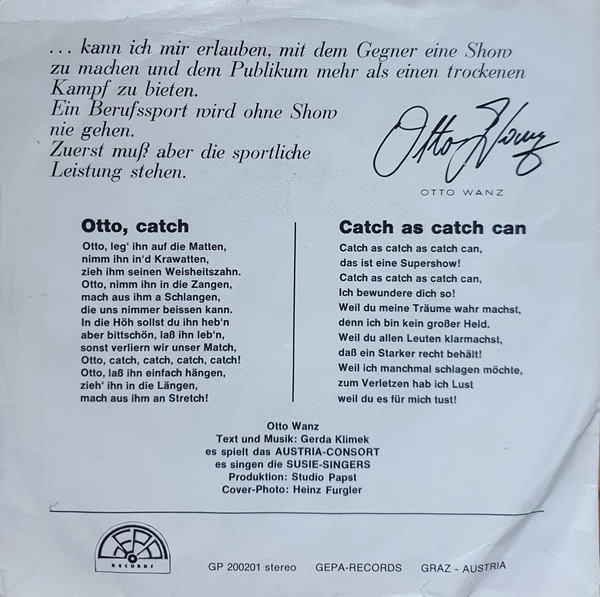 ... kann ich mir erlauben, mit dem Gegner eine Show
zu machen und dem Publikum mehr als einen trockenen
Kampf zu bieten.
Ein Berufssport wird ohne Show
nie gehen.
Zuerst muß aber die sportliche
Leistung stehen.
Otto Wanz
OTTO WANZ
Otto, catch
Otto, leg' ihn auf die Matten,
nimm ihn in'd Krawatten,
zieh ihm seinen Weisheitszahn.
Otto, nimm ihn in die Zangen,
mach aus ihm a Schlangen,
die uns nimmer beissen kann.
In die Höh sollst du ihn heb'n
aber bittschön, laß ihn leb'n,
sonst verliern wir unser Match,
Otto, catch, catch, catch, catch!
Otto, laß ihn einfach hängen,
zieh' ihn in die Längen,
mach aus ihm an Stretch!
Catch as catch can
Catch as catch as catch can,
das ist eine Supershow!
Catch as catch as catch can,
Ich bewundere dich so!
Weil du meine Träume wahr machst,
denn ich bin kein großer Held.
Weil du allen Leuten klarmachst,
daß ein Starker recht behält!
Weil ich manchmal schlagen möchte,
zum Verletzen hab ich Lust
weil du es für mich tust!
Otto Wanz
Text und Musik: Gerda Klimek
es spielt das AUSTRIA-CONSORT
es singen die SUSIE-SINGERS
Produktion: Studio Papst
Cover-Photo: Heinz Furgler
GEPA
RECORDS
GP 200201 stereo GEPA-RECORDS GRAZ - AUSTRIA